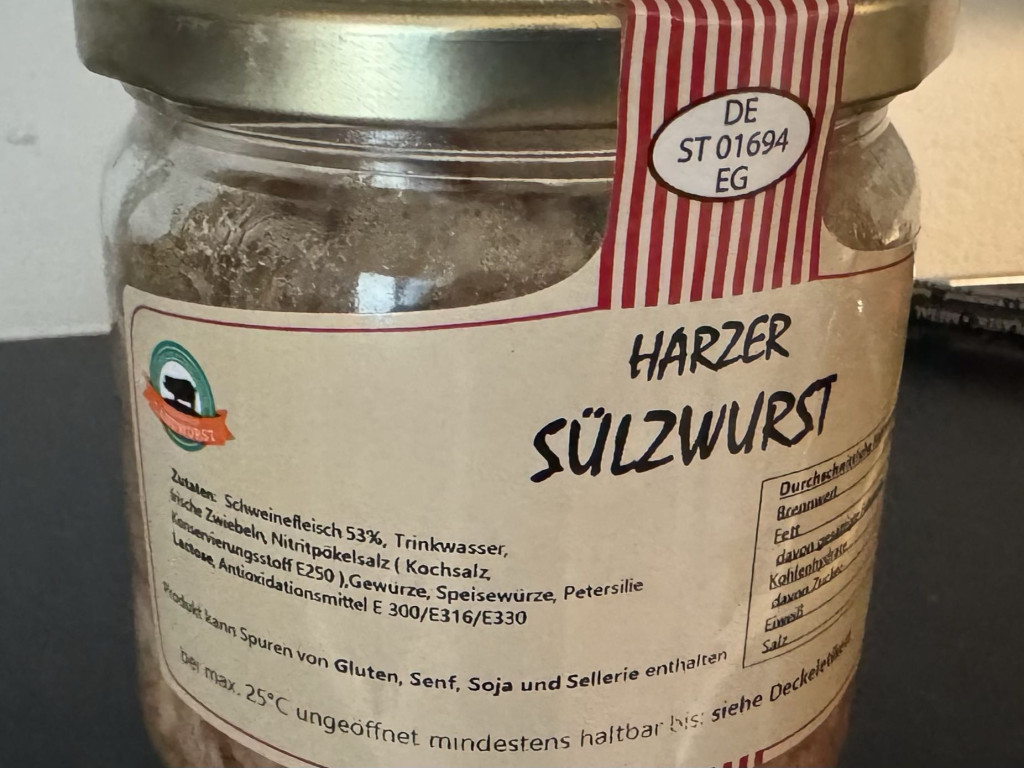 DE
ST 01694
EG
HARZER
SÜLZWURST
WURST
Zutaten: Schweinefleisch 53%, Trinkwasser,
frische Zwiebeln, Nitritpökelsalz ( Kochsalz,
Konservierungsstoff E250 ),Gewürze, Speisewürze, Petersilie
Lactose, Antioxidationsmittel E 300/E316/E330
Produkt kann Spuren von Gluten, Senf, Soja und Sellerie enthalten
bei max. 25°C ungeöffnet mindestens haltbar bis: siehe Deckeletikett
Durchschnittliche
Brennwert
Fett
davon gesättigte
Kohlenhydrate
davon Zucker
Eiweiß
Salz